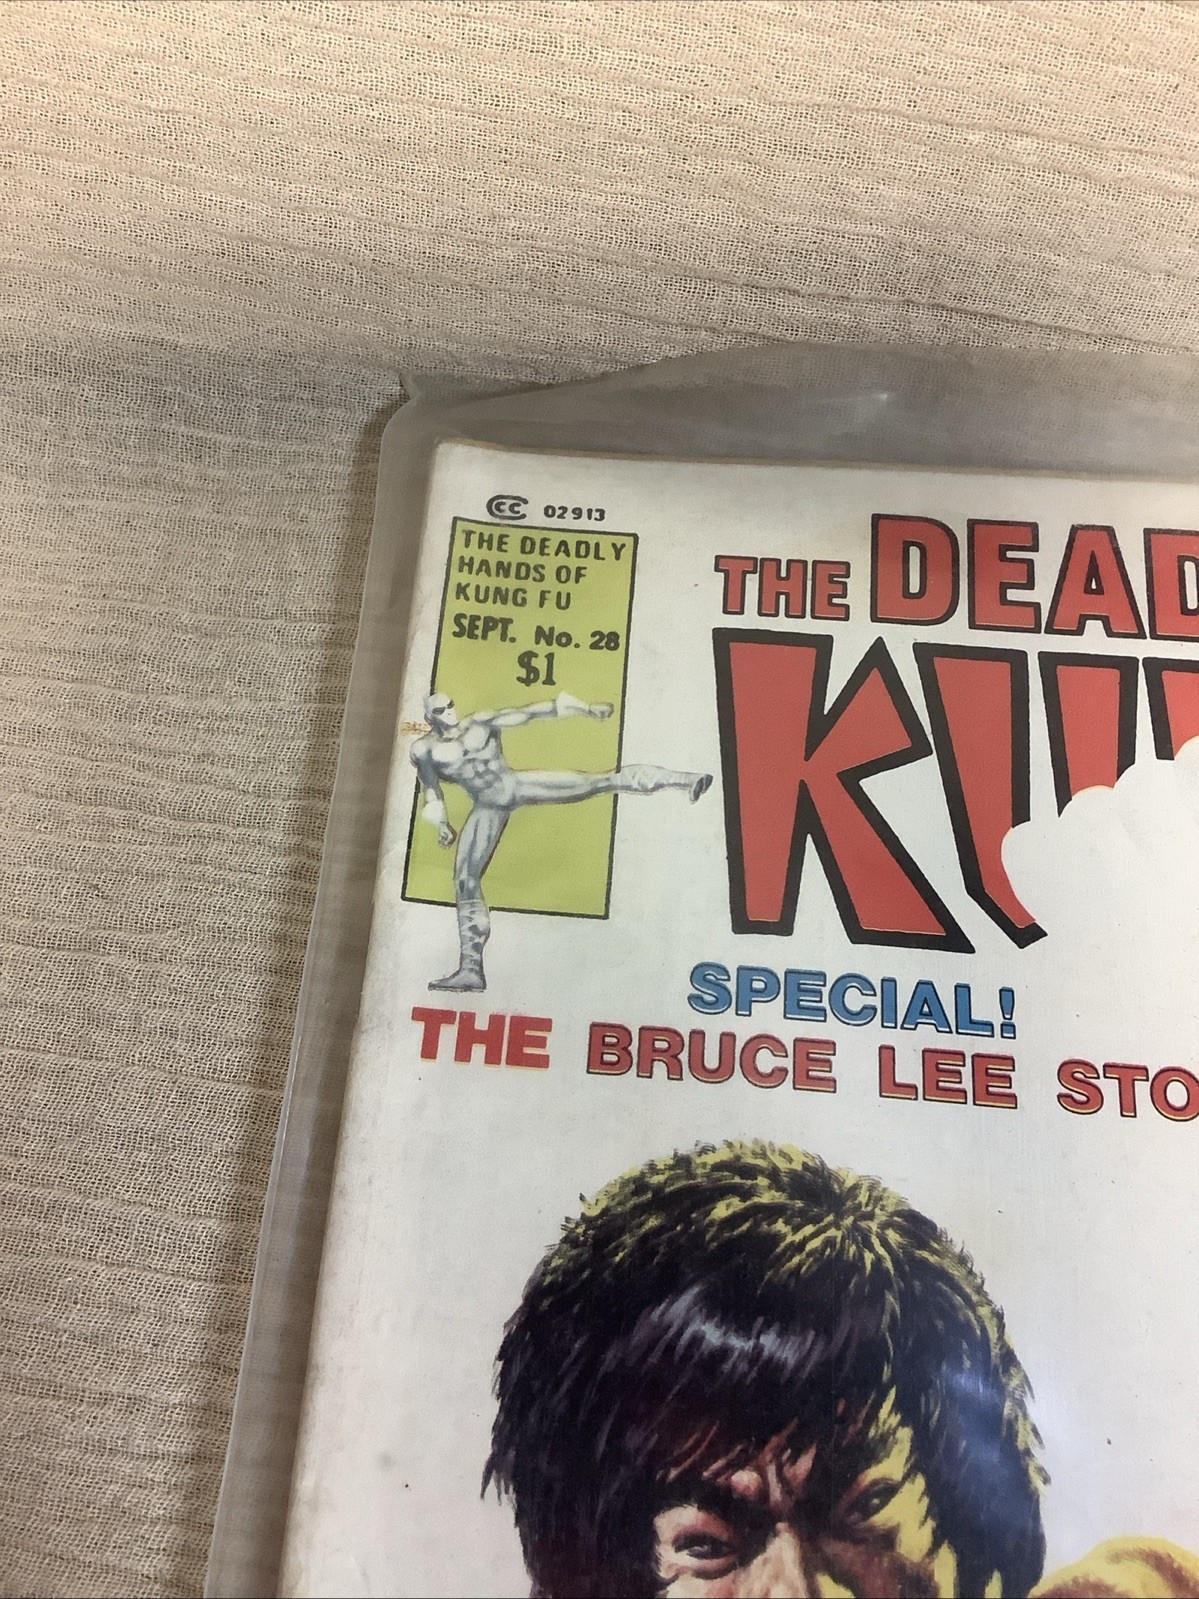 CC 02913
THE DEADLY
HANDS OF
KUNG FU
SEPT. No. 28
$1
THE DEAD
KU
SPECIAL!
THE BRUCE LEE STO